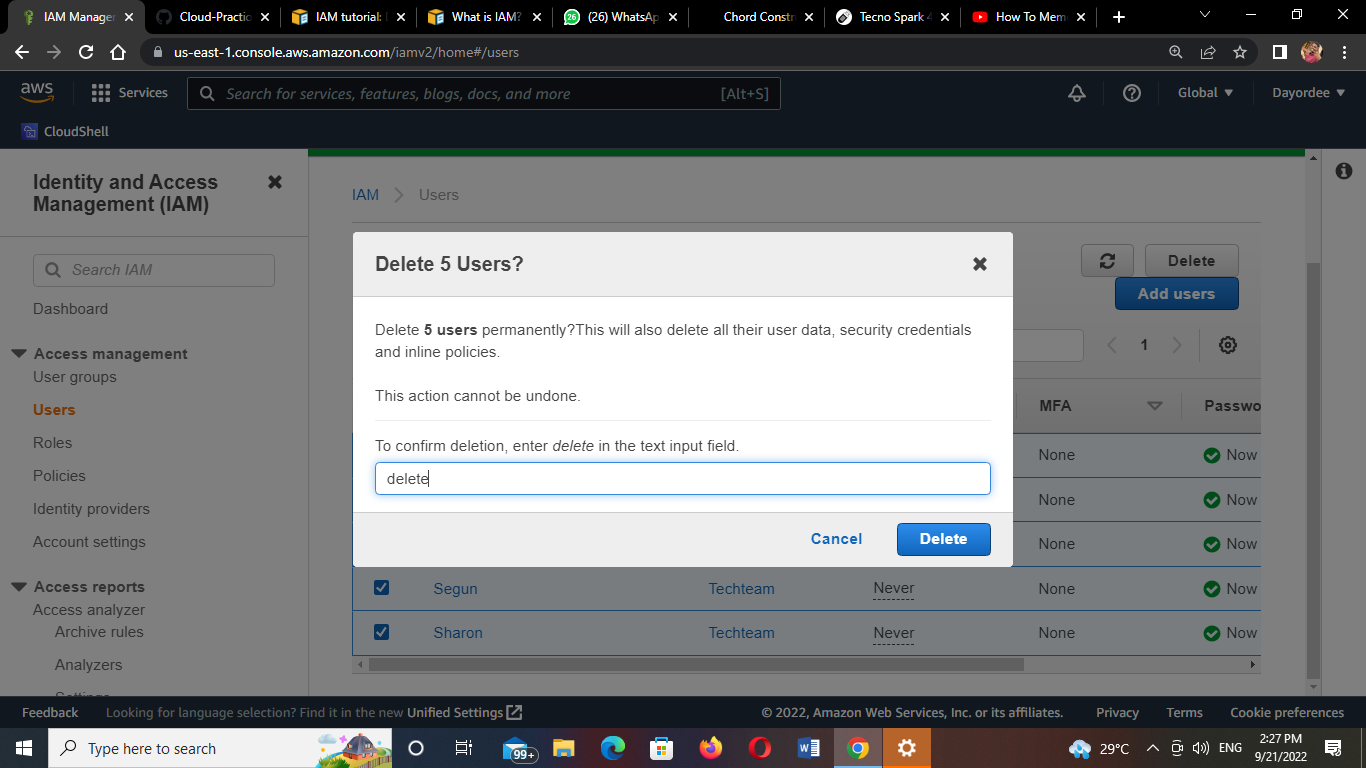 IAM Manager
Cloud-Practic
IAM tutorial:
What is IAM?
(26) WhatsAp
Chord Constr
Tecno Spark 4
How To Mem
us-east-1.console.aws.amazon.com/iamv2/home#/users
aws
Services
Search for services, features, blogs, docs, and more
[Alt+S]
Global
Dayordee
CloudShell
Identity and Access
Management (IAM)
Search IAM
Dashboard
Access management
User groups
Users
Roles
Policies
Identity providers
Account settings
Access reports
Access analyzer
Archive rules
Analyzers
Settings
IAM
Users
Delete
Add users
1
MFA
Passwo
None
Now
None
Now
None
Now
Delete 5 Users?
Delete 5 users permanently?This will also delete all their user data, security credentials
and inline policies.
This action cannot be undone.
To confirm deletion, enter delete in the text input field.
delete
Cancel
Delete
Segun
Techteam
Never
None
Now
Sharon
Techteam
Never
None
Now
Feedback
Looking for language selection? Find it in the new Unified Settings
© 2022, Amazon Web Services, Inc. or its affiliates.
Privacy
Terms
Cookie preferences
Type here to search
99+
29°C
ENG
2:27 PM
9/21/2022